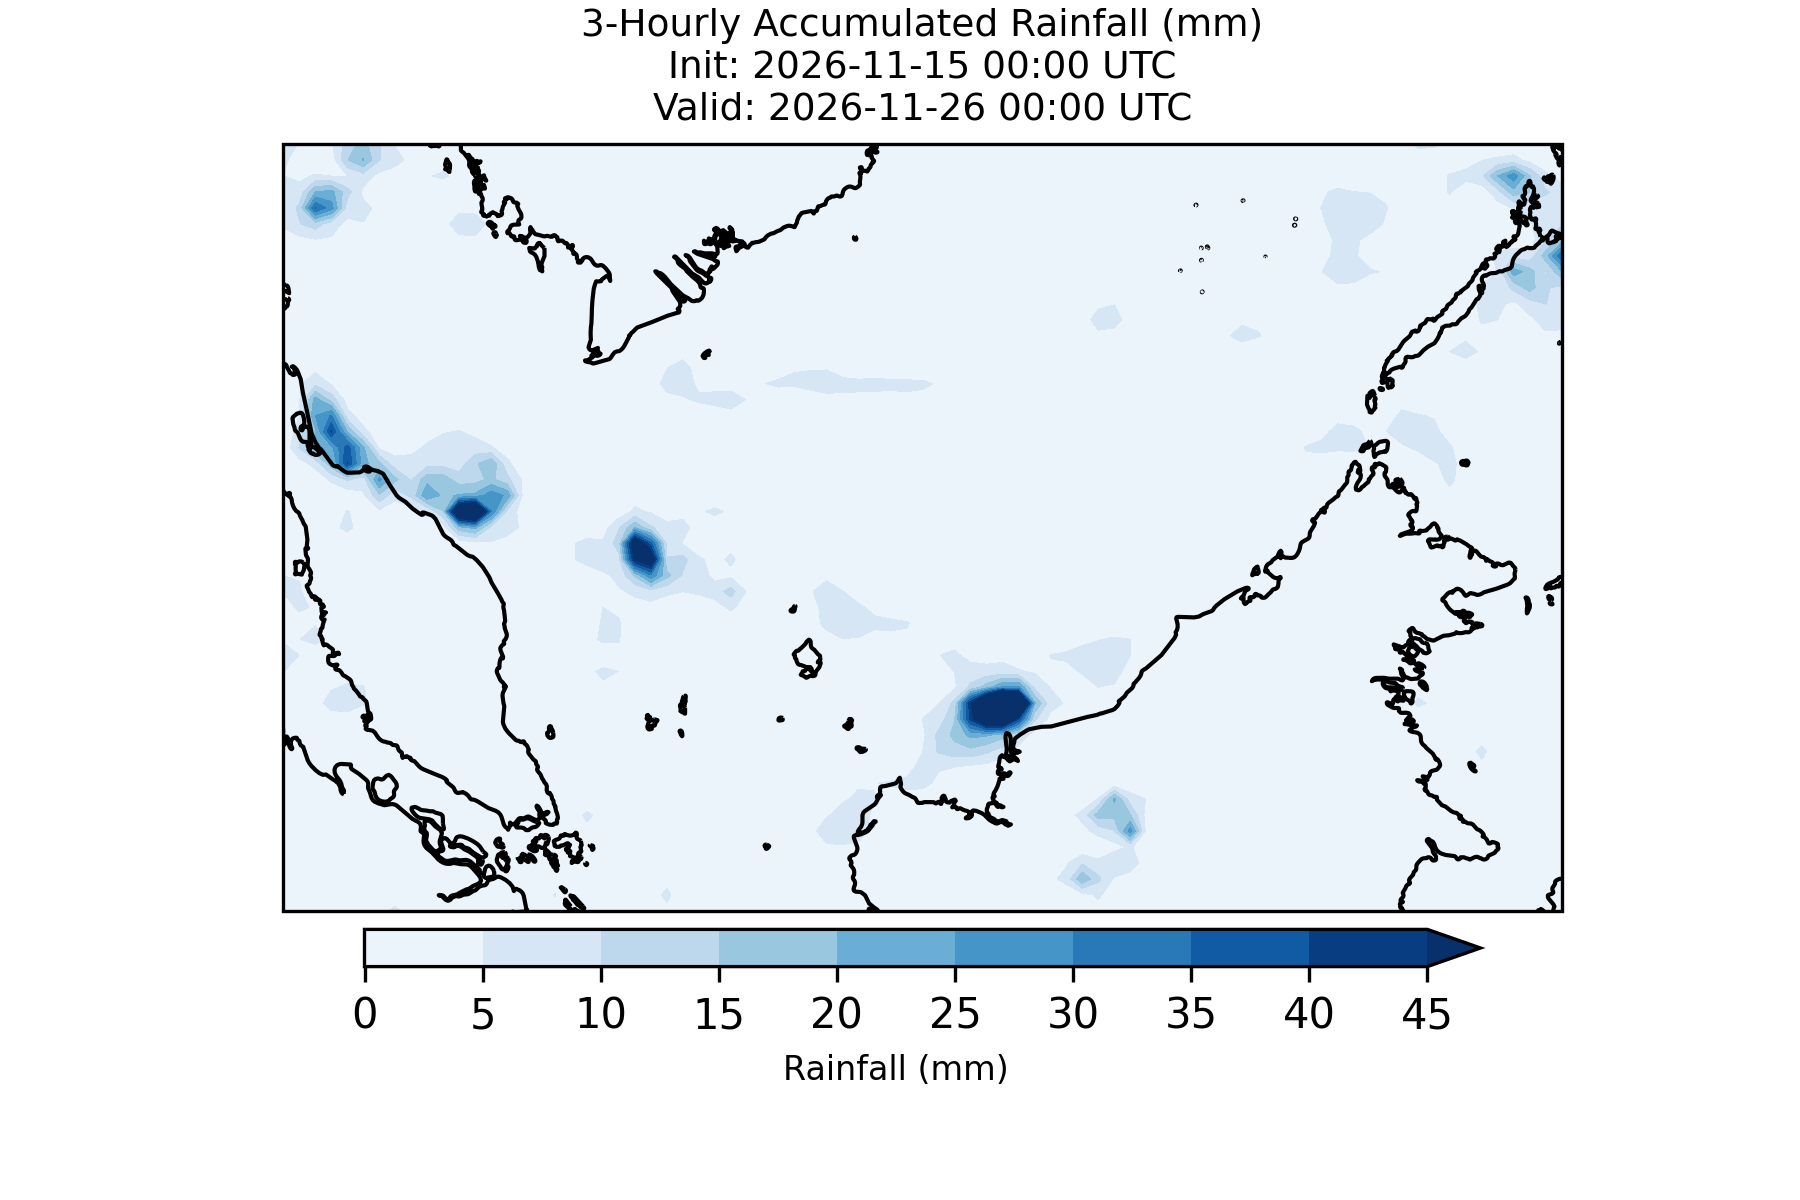 3-Hourly Accumulated Rainfall (mm)
Init: 2026-11-15 00:00 UTC
Valid: 2026-11-26 00:00 UTC
0 5 10 15 20 25 30 35 40 45
Rainfall (mm)